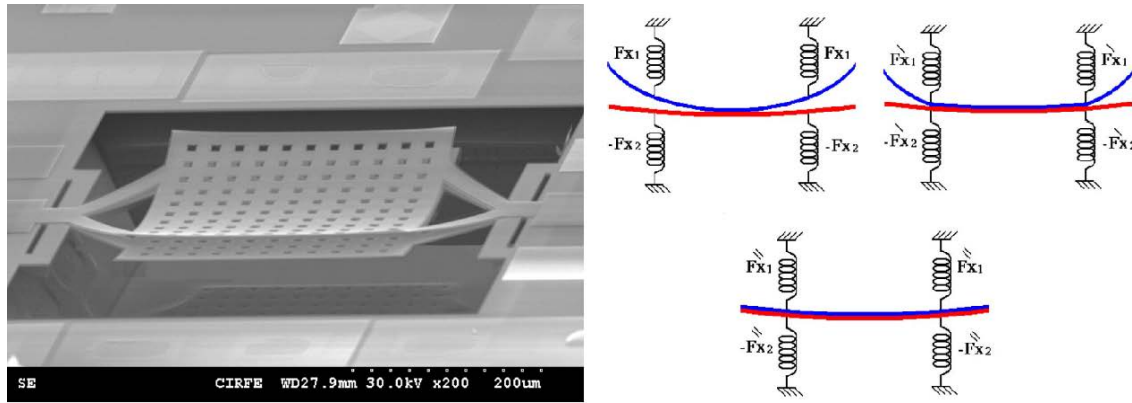 SE CIRFE WD27.9mm 30.0kV x200 200um
Fx1 Fx1
-Fx2 -Fx2
F`x1 F`x1
-F`x2 -F`x2
F``x1 F``x1
-F``x2 -F``x2